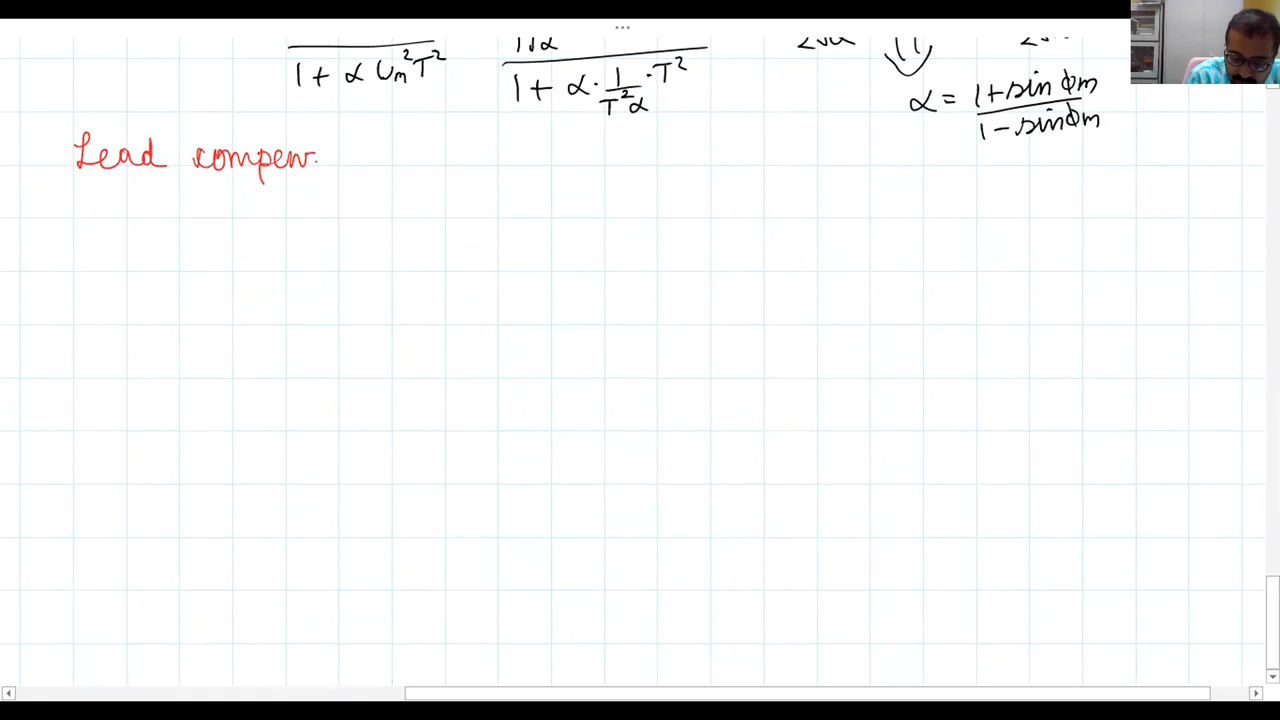 1 + α ωm²T²
1 + α · 1/T²α · T²
α = 1 + sin ϕm / 1 − sin ϕm
Lead compen